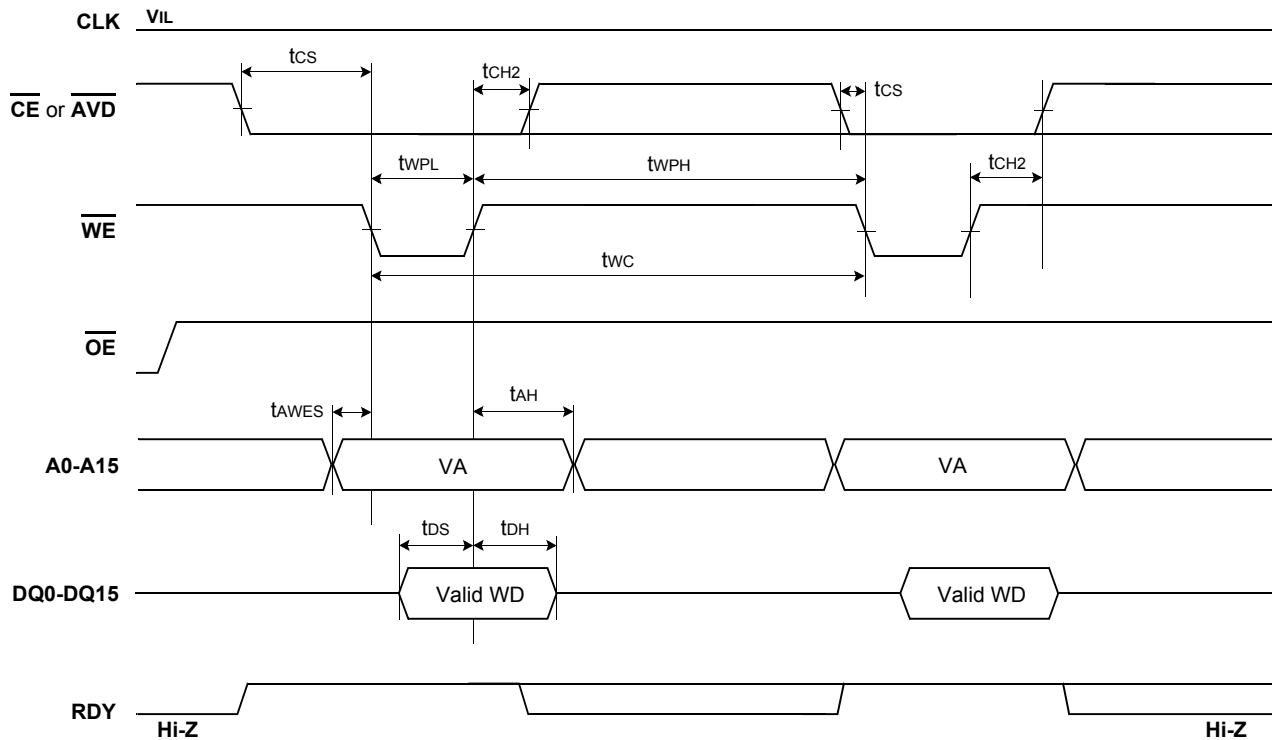 CLK VIL
tCS tCH2 tCS
CE or AVD
tWPL tWPH tCH2
WE
tWC
OE
tAWES tAH
A0-A15 VA VA
tDS tDH
DQ0-DQ15 Valid WD Valid WD
RDY
Hi-Z Hi-Z